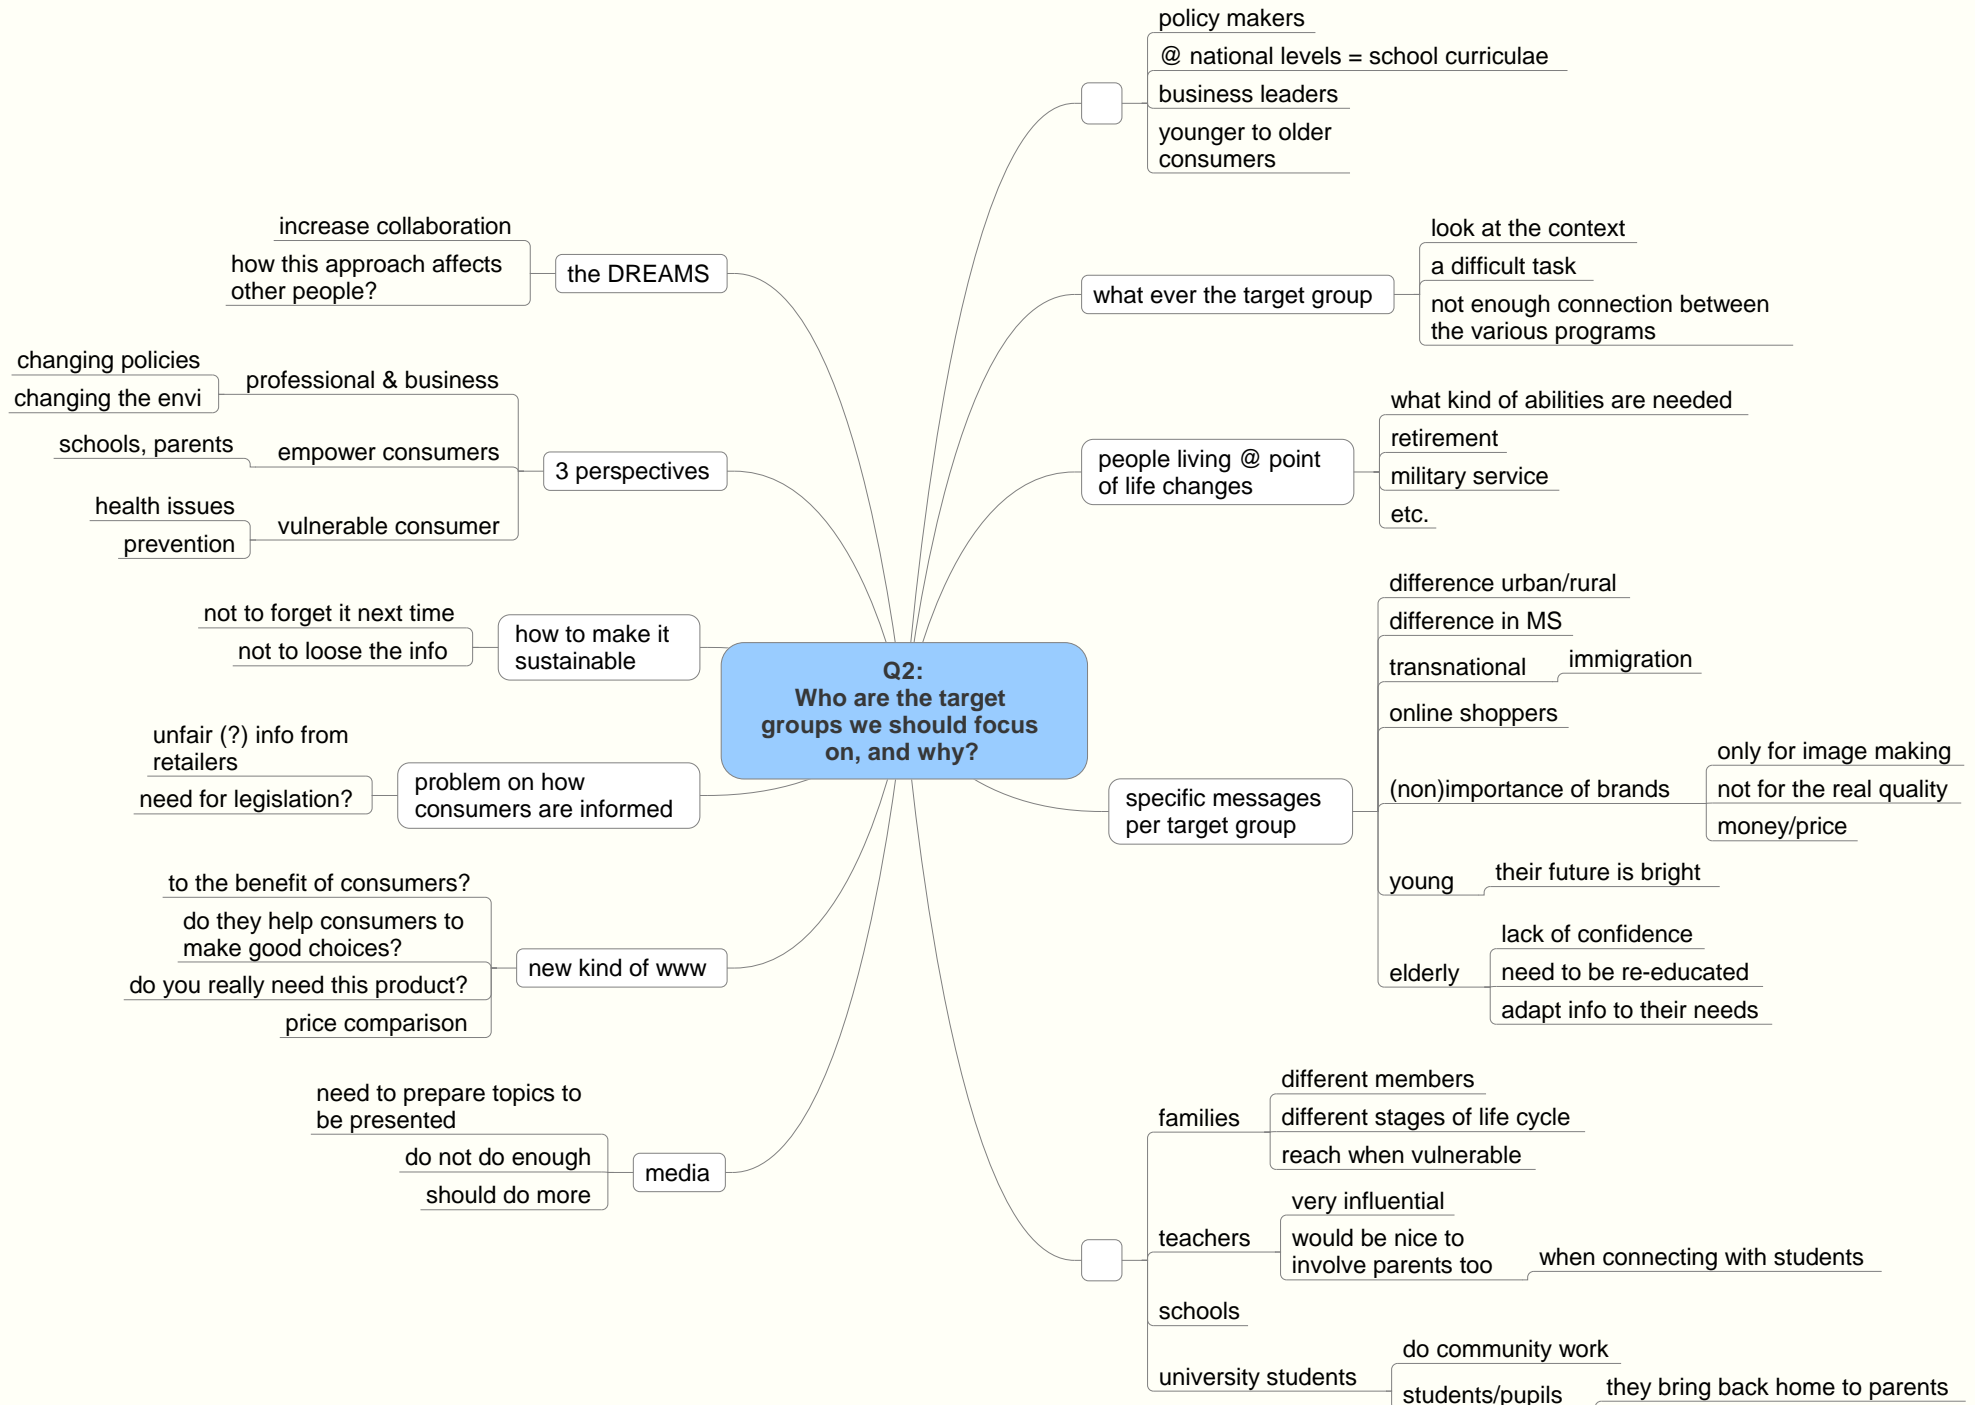 Q2:
Who are the target
groups we should focus
on, and why?
policy makers
@ national levels = school curriculae
business leaders
younger to older
consumers
what ever the target group
look at the context
a difficult task
not enough connection between
the various programs
people living @ point
of life changes
what kind of abilities are needed
retirement
military service
etc.
specific messages
per target group
difference urban/rural
difference in MS
transnational
immigration
online shoppers
(non)importance of brands
only for image making
not for the real quality
money/price
young
their future is bright
elderly
lack of confidence
need to be re-educated
adapt info to their needs
families
different members
different stages of life cycle
reach when vulnerable
teachers
very influential
would be nice to
involve parents too
when connecting with students
schools
university students
do community work
students/pupils
they bring back home to parents
the DREAMS
increase collaboration
how this approach affects
other people?
3 perspectives
professional & business
changing policies
changing the envi
empower consumers
schools, parents
vulnerable consumer
health issues
prevention
how to make it
sustainable
not to forget it next time
not to loose the info
problem on how
consumers are informed
unfair (?) info from
retailers
need for legislation?
new kind of www
to the benefit of consumers?
do they help consumers to
make good choices?
do you really need this product?
price comparison
media
need to prepare topics to
be presented
do not do enough
should do more